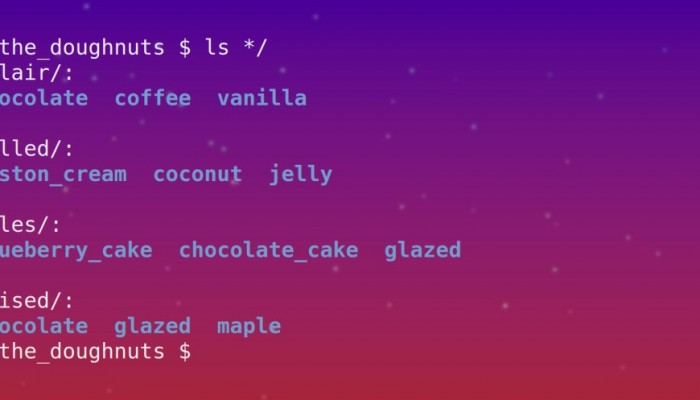 the_doughnuts $ ls */
lair/:
ocolate coffee vanilla
lled/:
ston_cream coconut jelly
les/:
ueberry_cake chocolate_cake glazed
ised/:
ocolate glazed maple
the_doughnuts $